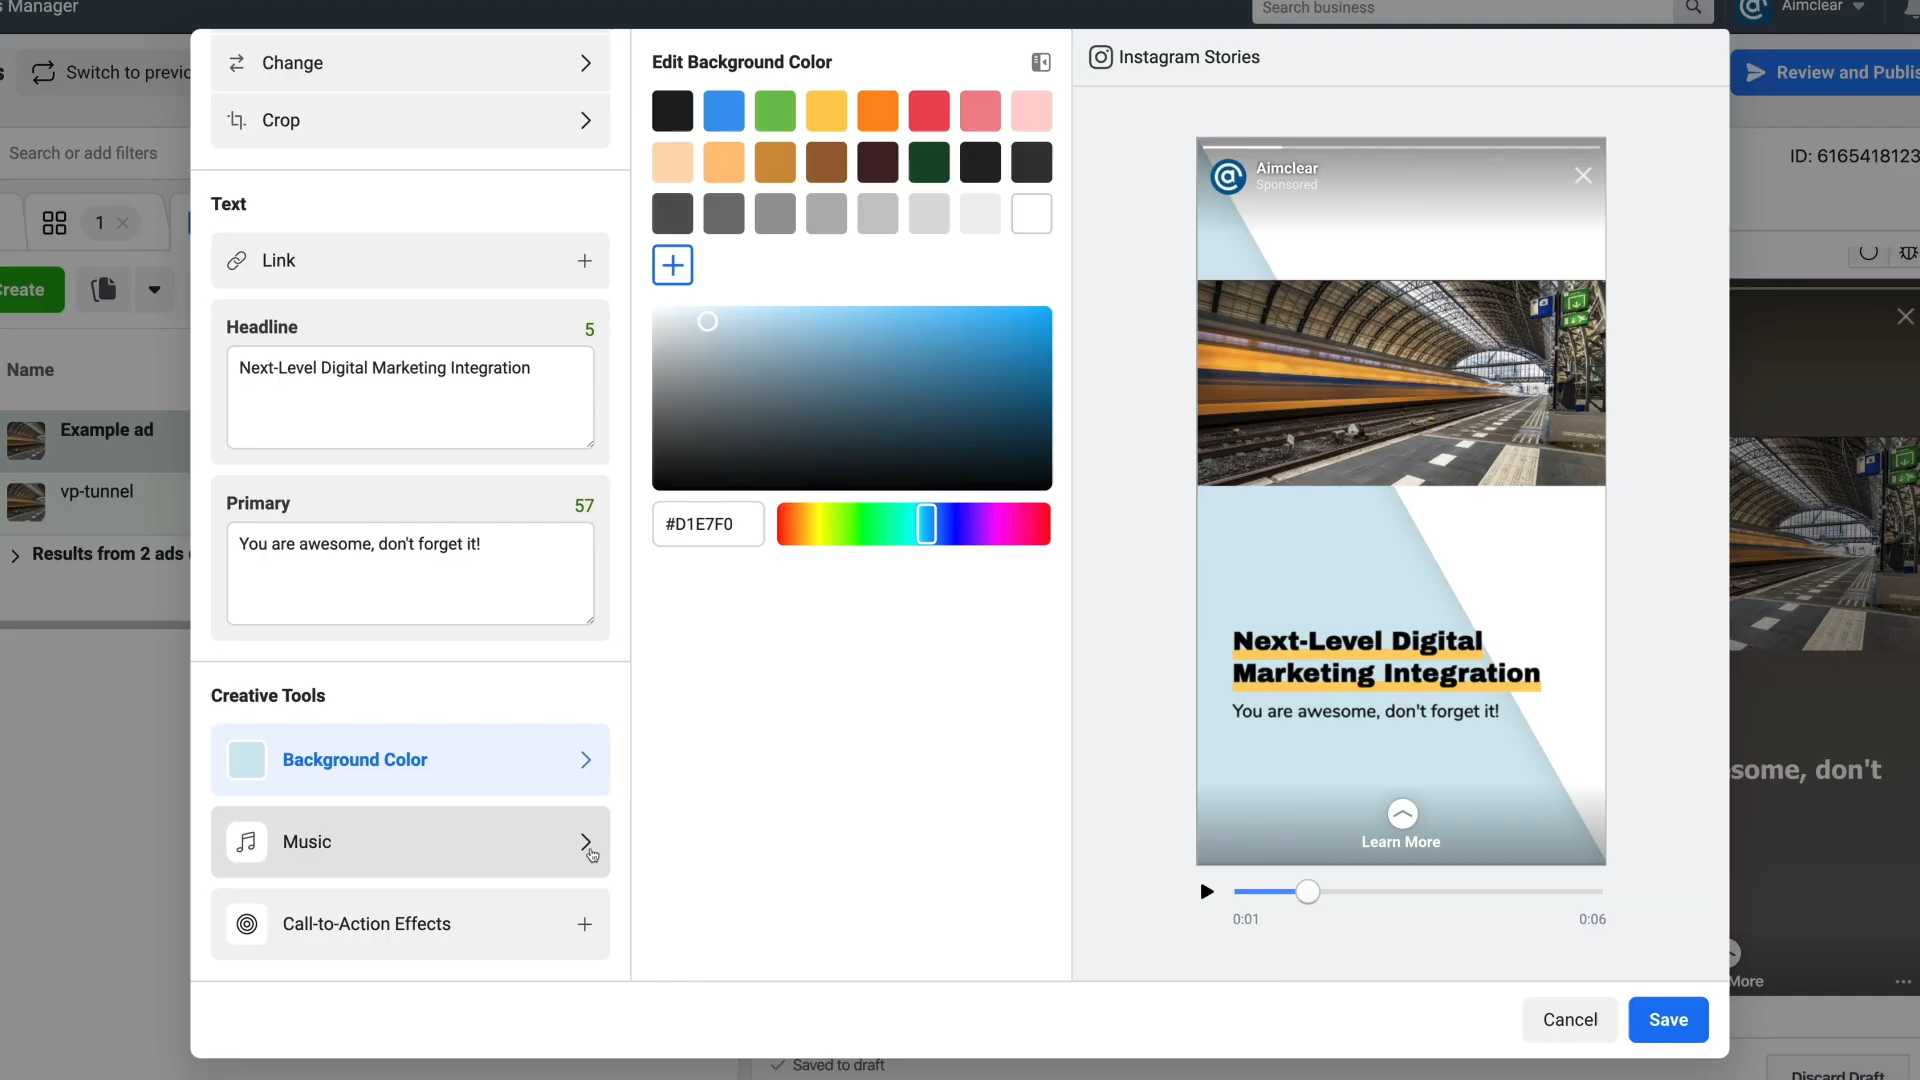 s Manager
Search business
Aimclear
Switch to previo
Review and Publis
Search or add filters
ID: 6165418123
1
Create
Name
Example ad
vp-tunnel
Results from 2 ads
Change
Crop
Text
Link
Headline
5
Next-Level Digital Marketing Integration
Primary
57
You are awesome, don't forget it!
Creative Tools
Background Color
Music
Call-to-Action Effects
Edit Background Color
#D1E7F0
Instagram Stories
Aimclear
Sponsored
Next-Level Digital
Marketing Integration
You are awesome, don't forget it!
Learn More
0:01
0:06
some, don't
More
Cancel
Save
Saved to draft
Discard Draft